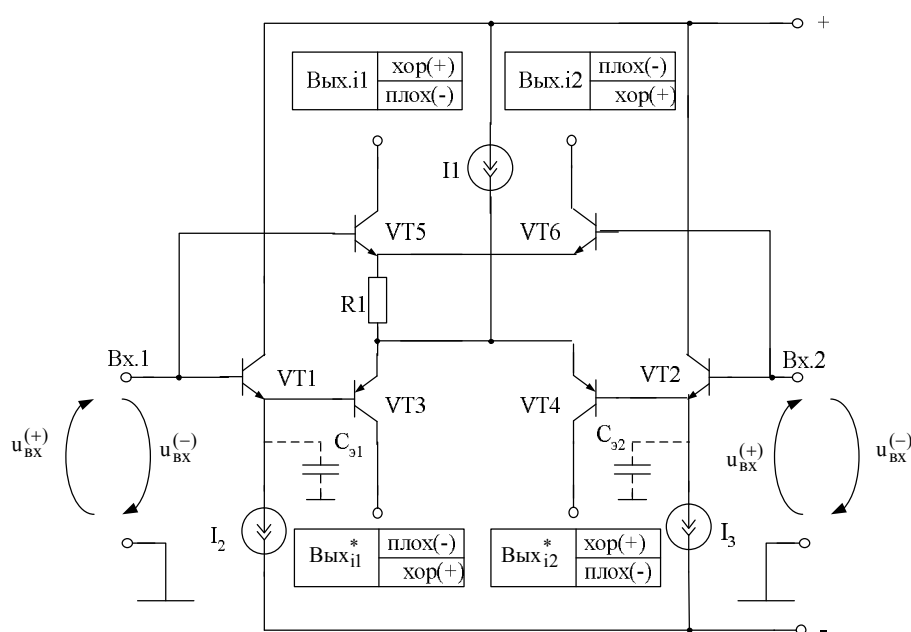 +
Вых.i1
хор(+)
плох(-)
Вых.i2
плох(-)
хор(+)
I1
VT5
VT6
R1
Вх.1
VT1
VT3
VT4
VT2
Вх.2
u(+)вх
u(−)вх
Cэ1
Cэ2
u(+)вх
u(−)вх
I2
Вых*i1
плох(-)
хор(+)
Вых*i2
хор(+)
плох(-)
I3
-